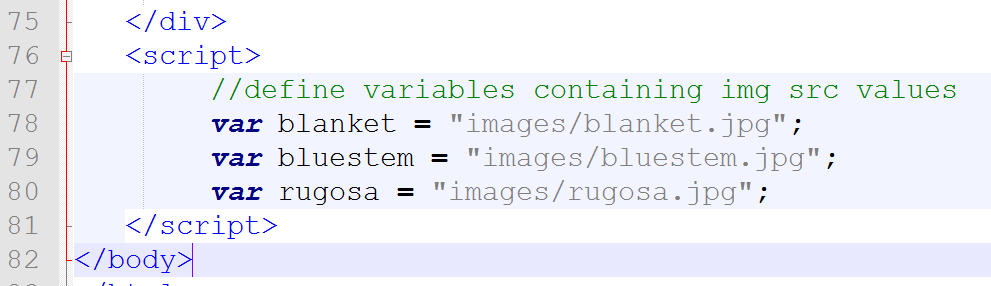 75 </div>
76 <script>
77 //define variables containing img src values
78 var blanket = "images/blanket.jpg";
79 var bluestem = "images/bluestem.jpg";
80 var rugosa = "images/rugosa.jpg";
81 </script>
82 </body>